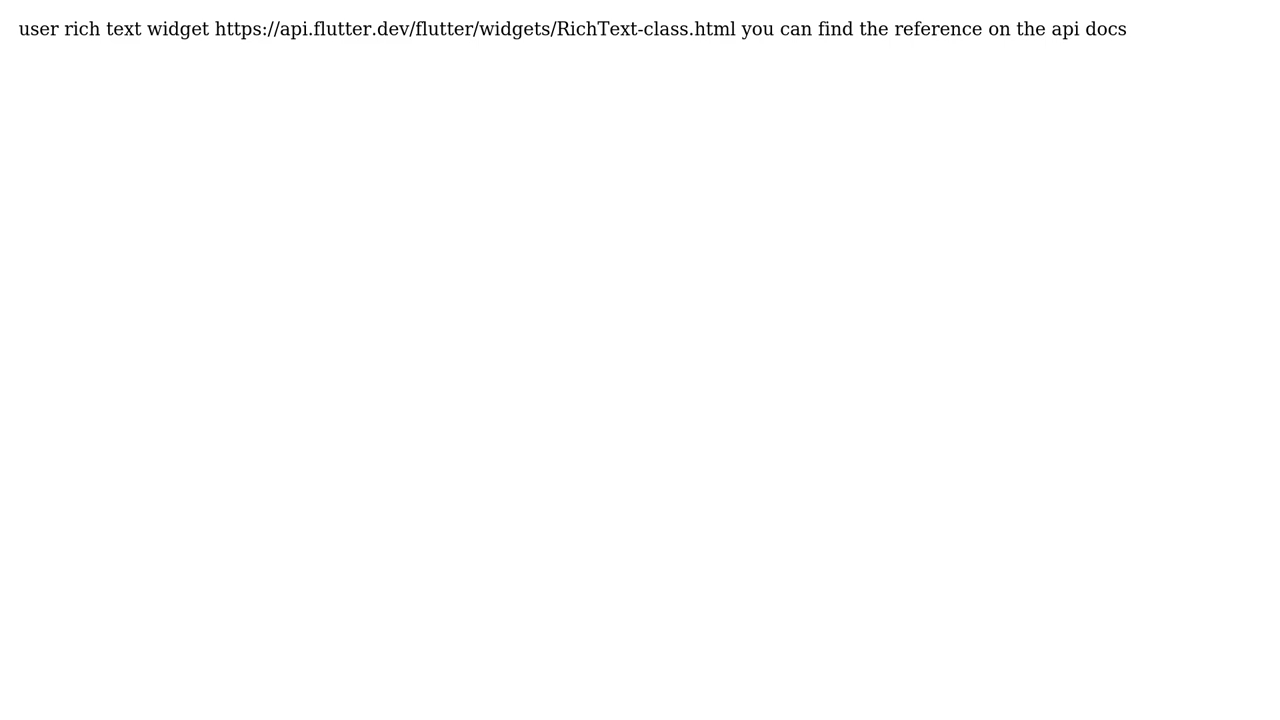 user rich text widget https://api.flutter.dev/flutter/widgets/RichText-class.html you can find the reference on the api docs